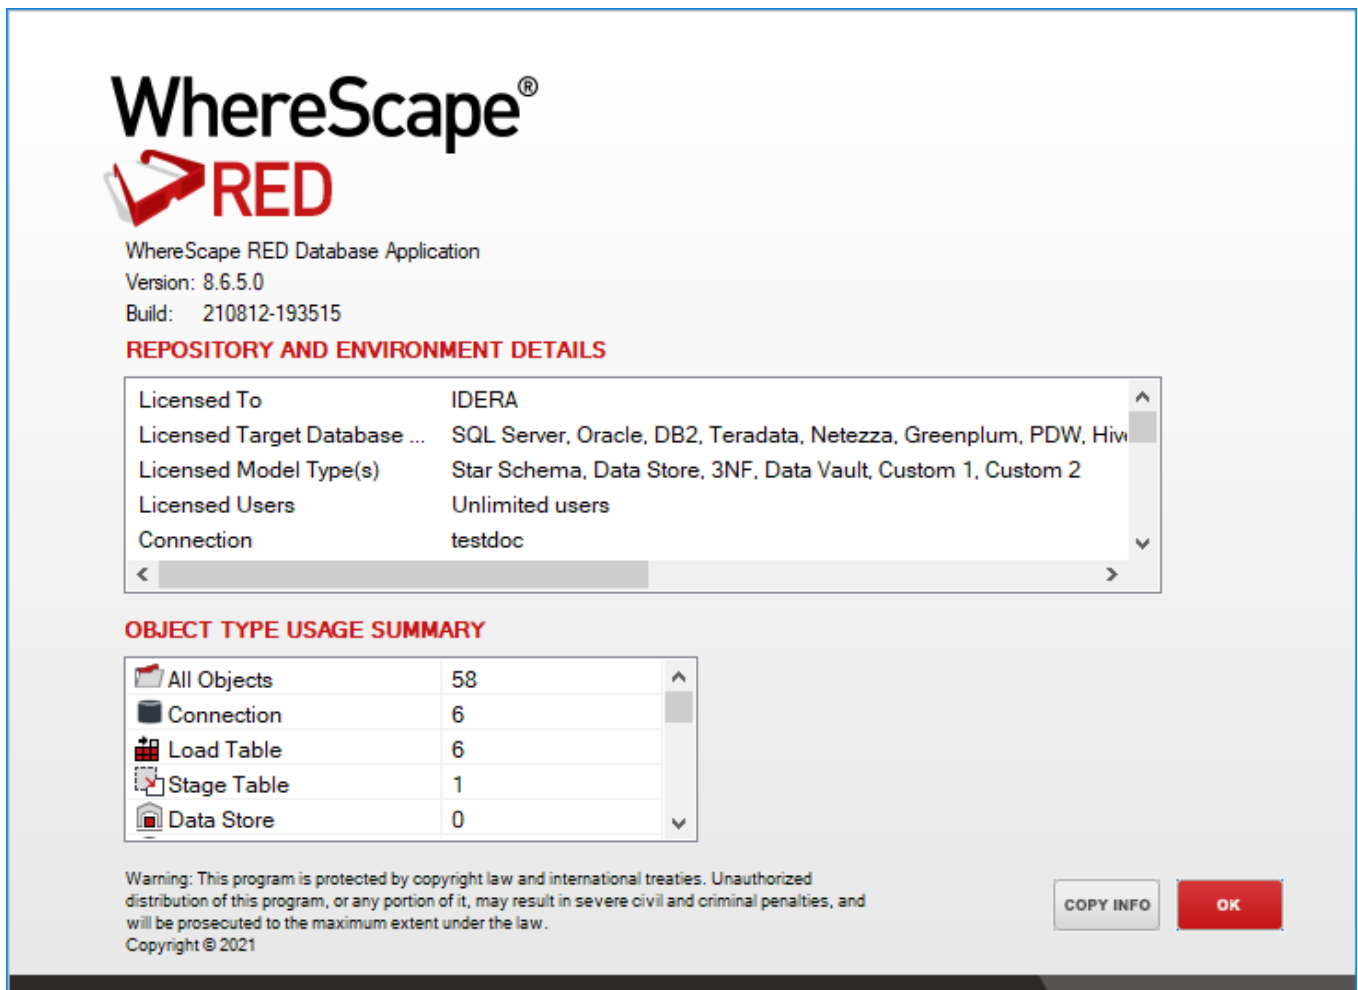 WhereScape®
RED
WhereScape RED Database Application
Version: 8.6.5.0
Build: 210812-193515
REPOSITORY AND ENVIRONMENT DETAILS
Licensed To IDERA
Licensed Target Database ... SQL Server, Oracle, DB2, Teradata, Netezza, Greenplum, PDW, Hiv
Licensed Model Type(s) Star Schema, Data Store, 3NF, Data Vault, Custom 1, Custom 2
Licensed Users Unlimited users
Connection testdoc
OBJECT TYPE USAGE SUMMARY
All Objects 58
Connection 6
Load Table 6
Stage Table 1
Data Store 0
Warning: This program is protected by copyright law and international treaties. Unauthorized
distribution of this program, or any portion of it, may result in severe civil and criminal penalties, and
will be prosecuted to the maximum extent under the law.
Copyright © 2021
COPY INFO OK